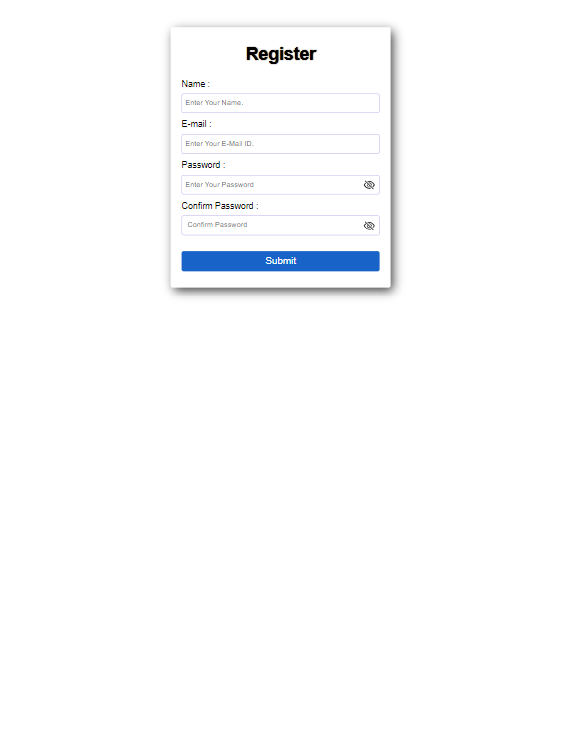 Register
Name :
Enter Your Name.
E-mail :
Enter Your E-Mail ID.
Password :
Enter Your Password
Confirm Password :
Confirm Password
Submit